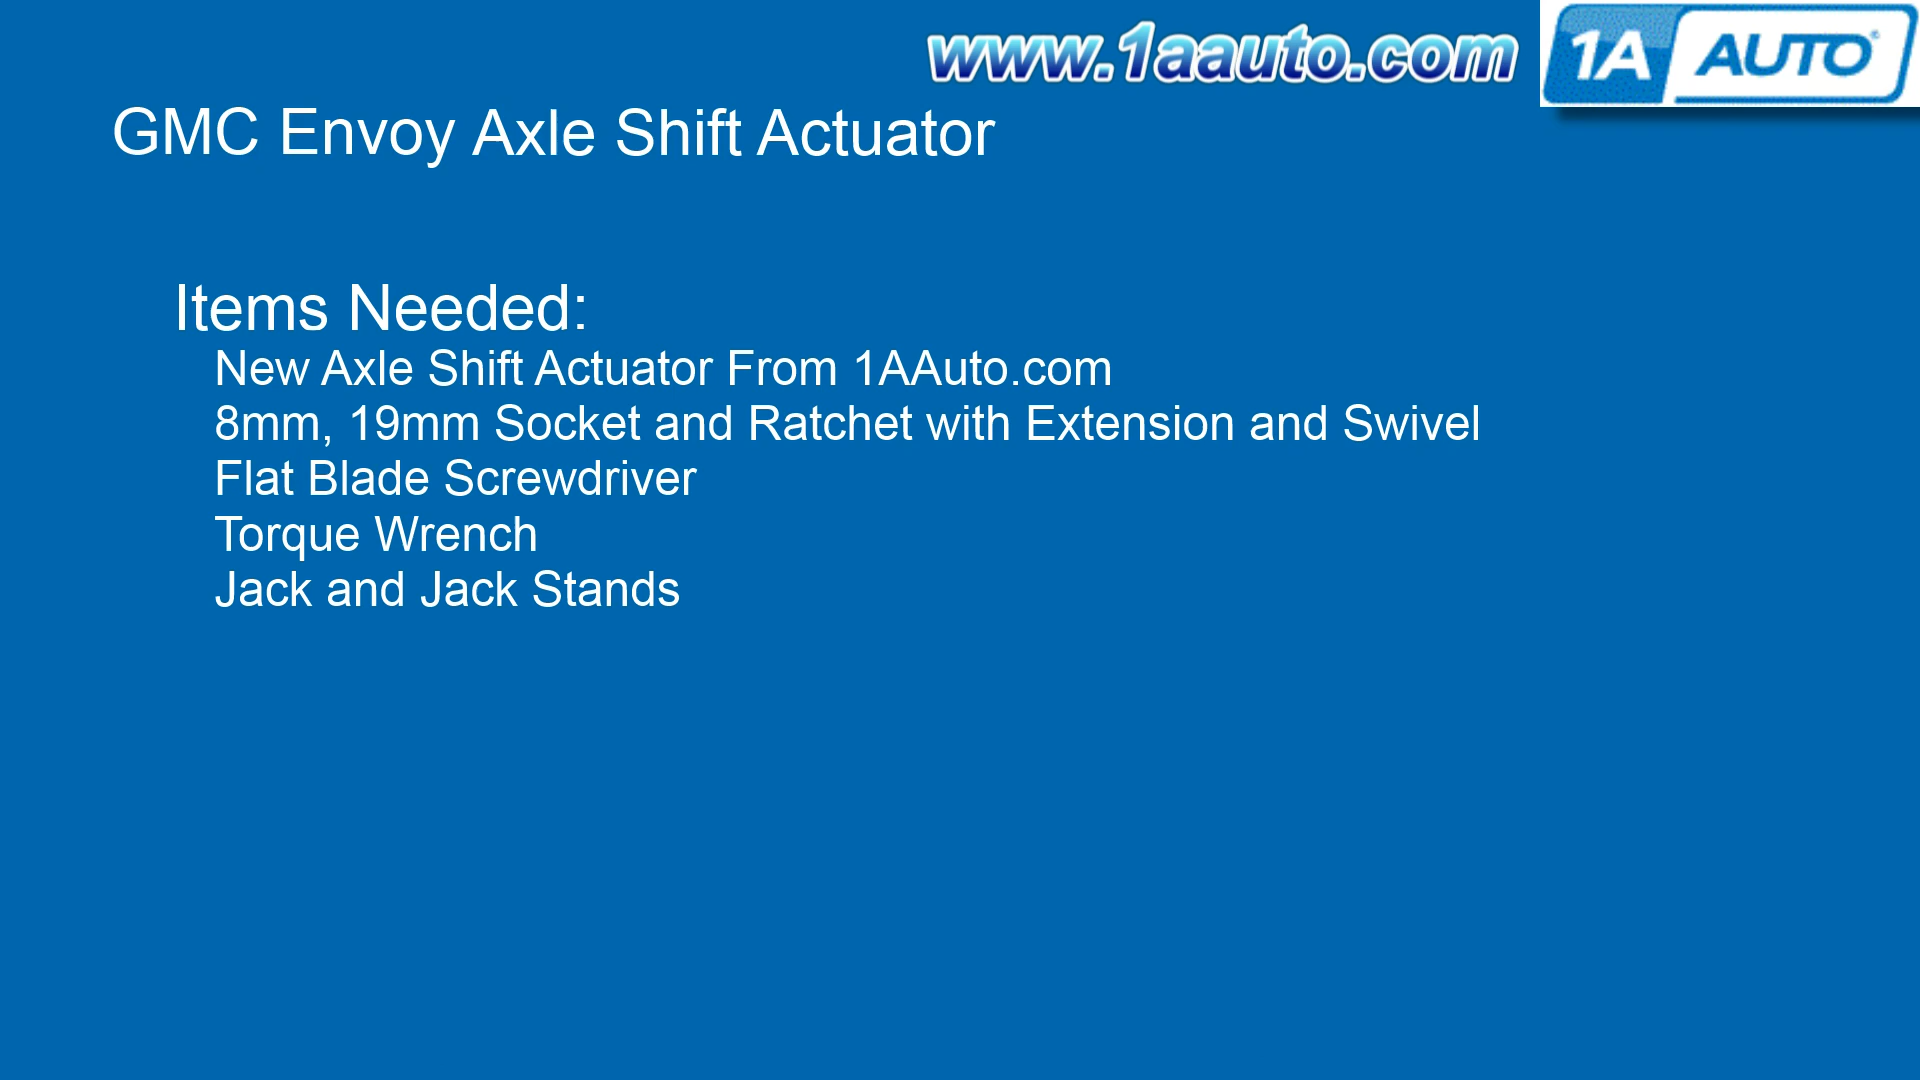 www.1aauto.com
1A AUTO
GMC Envoy Axle Shift Actuator
Items Needed:
New Axle Shift Actuator From 1AAuto.com
8mm, 19mm Socket and Ratchet with Extension and Swivel
Flat Blade Screwdriver
Torque Wrench
Jack and Jack Stands